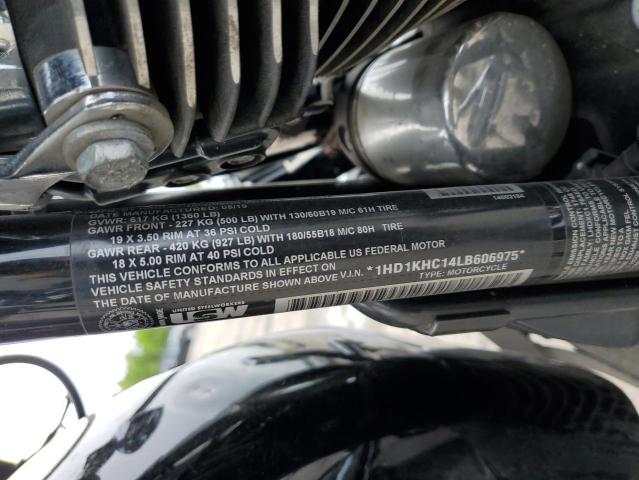 DATE MANUFACTURED: 08/19
GVWR: 617 KG (1360 LB)
GAWR FRONT - 227 KG (500 LB) WITH 130/60B19 M/C 61H TIRE
19 X 3.50 RIM AT 36 PSI COLD
GAWR REAR - 420 KG (927 LB) WITH 180/55B18 M/C 80H TIRE
18 X 5.00 RIM AT 40 PSI COLD
THIS VEHICLE CONFORMS TO ALL APPLICABLE US FEDERAL MOTOR
VEHICLE SAFETY STANDARDS IN EFFECT ON
THE DATE OF MANUFACTURE SHOWN ABOVE V.I.N. *1HD1KHC14LB606975*
TYPE: MOTORCYCLE
UNITED STEELWORKERS
USW